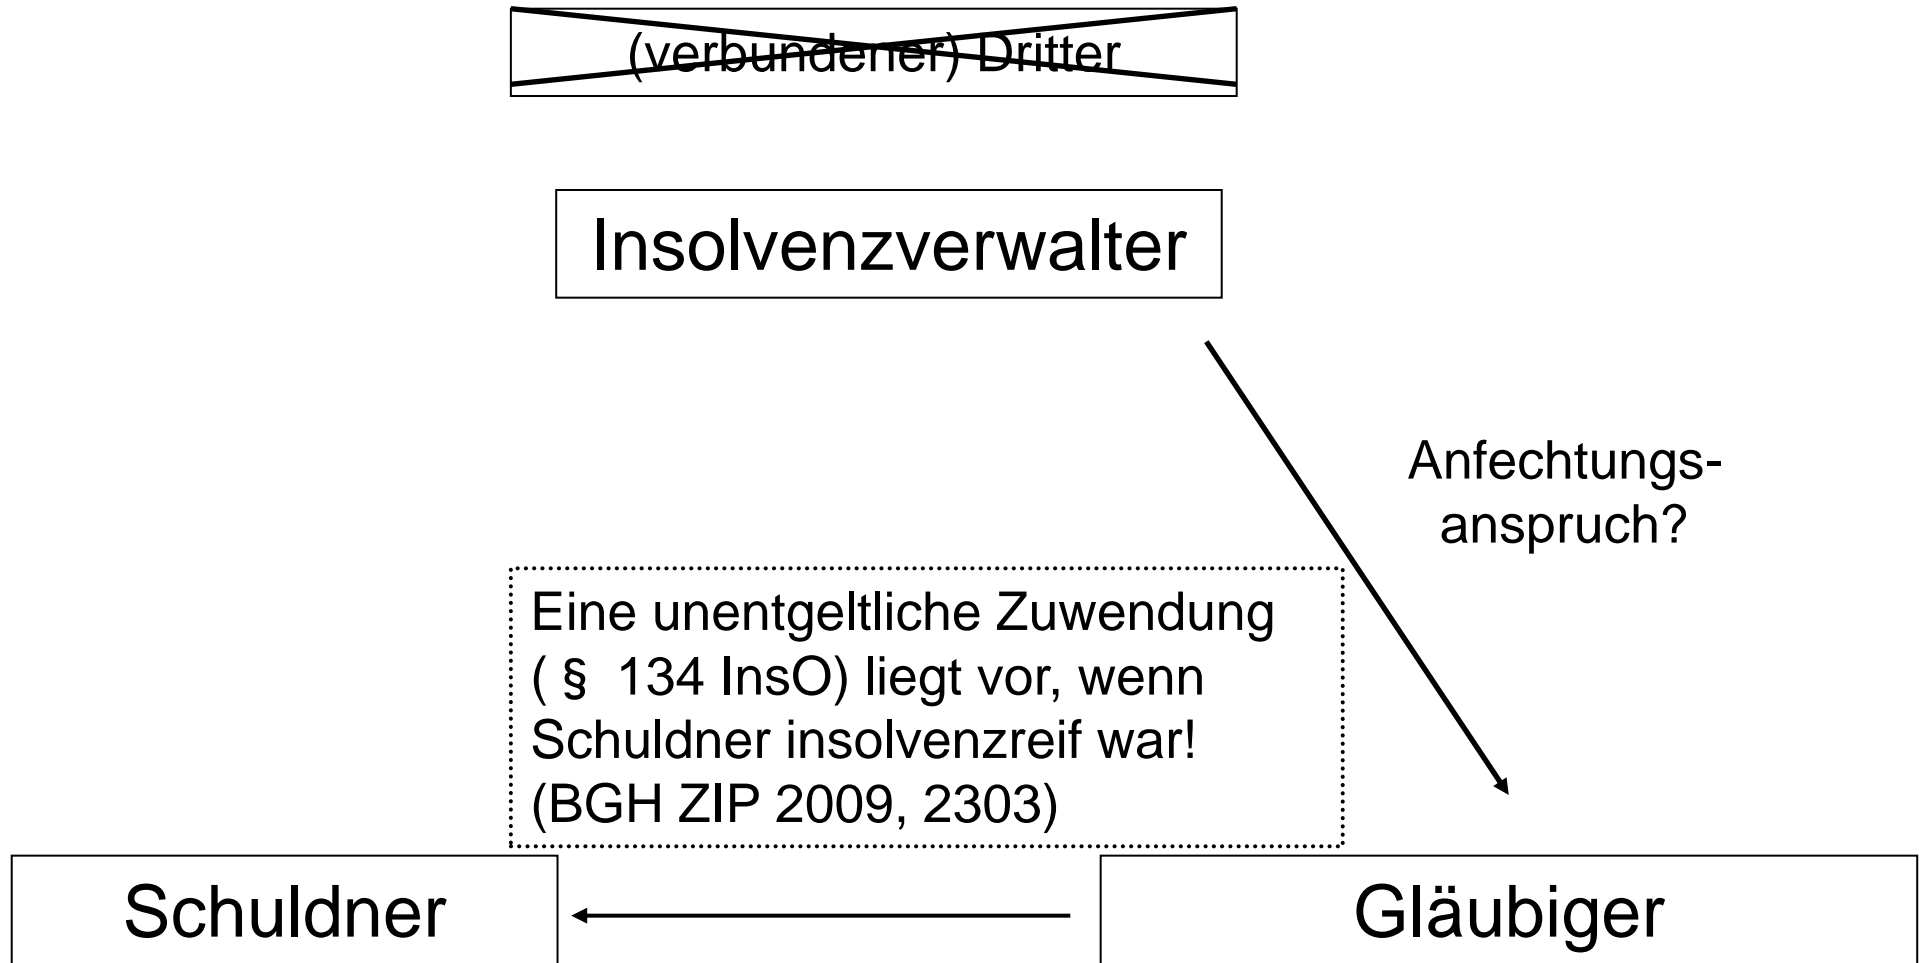 (verbundener) Dritter
Insolvenzverwalter
Anfechtungs-
anspruch?
Eine unentgeltliche Zuwendung
( § 134 InsO) liegt vor, wenn
Schuldner insolvenzreif war!
(BGH ZIP 2009, 2303)
Schuldner
Gläubiger